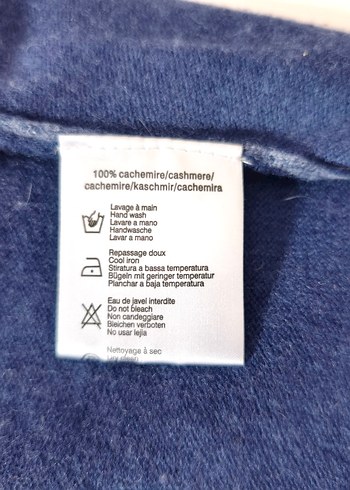 100% cachemire/cashmere/
cachemire/kaschmir/cachemira
Lavage à main
Hand wash
Lavare a mano
Handwasche
Lavar a mano
Repassage doux
Cool iron
Stiratura a bassa temperatura
Bügeln mit geringer temperatur
Planchar a baja temperatura
Eau de javel interdite
Do not bleach
Non candeggiare
Bleichen verboten
No usar lejia
Nettoyage à sec